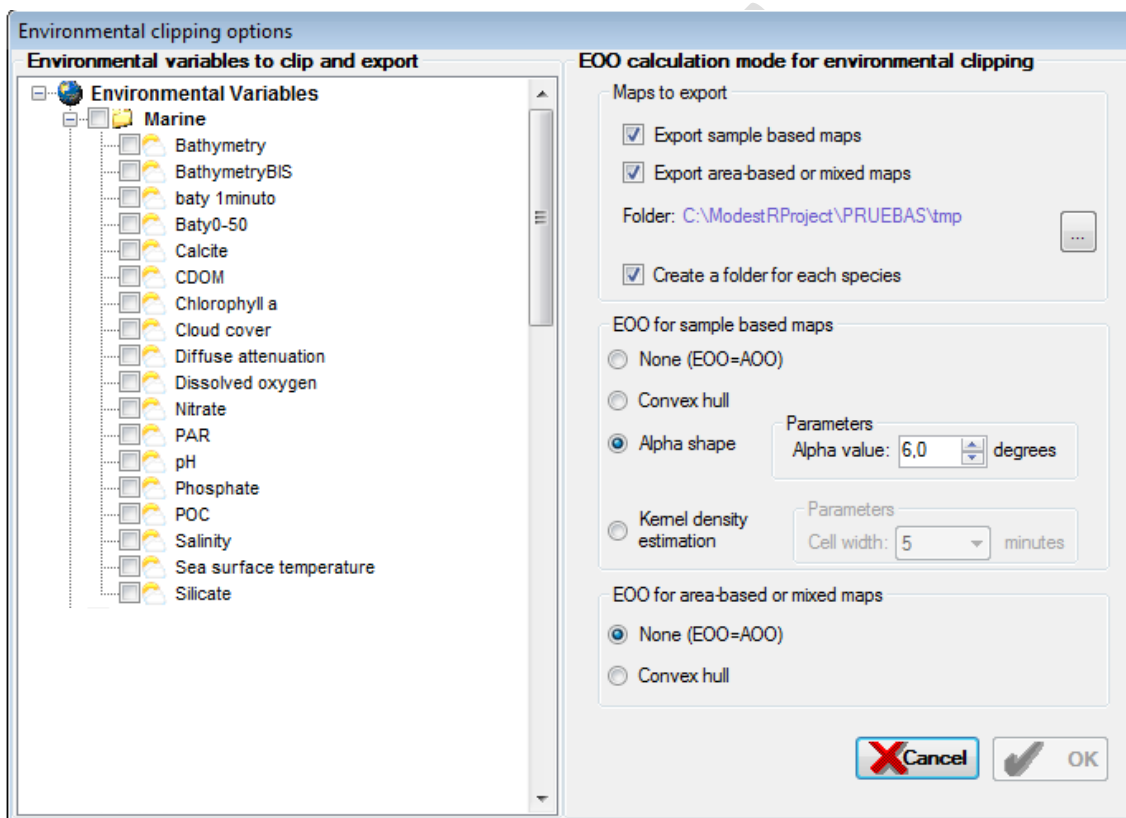 Environmental clipping options
Environmental variables to clip and export
Environmental Variables
Marine
Bathymetry
BathymetryBIS
baty 1minuto
Baty0-50
Calcite
CDOM
Chlorophyll a
Cloud cover
Diffuse attenuation
Dissolved oxygen
Nitrate
PAR
pH
Phosphate
POC
Salinity
Sea surface temperature
Silicate
EOO calculation mode for environmental clipping
Maps to export
Export sample based maps
Export area-based or mixed maps
Folder: C:\ModestRProject\PRUEBAS\tmp
...
Create a folder for each species
EOO for sample based maps
None (EOO=AOO)
Convex hull
Alpha shape
Parameters
Alpha value: 6,0 degrees
Kernel density
estimation
Parameters
Cell width: 5 minutes
EOO for area-based or mixed maps
None (EOO=AOO)
Convex hull
Cancel
OK